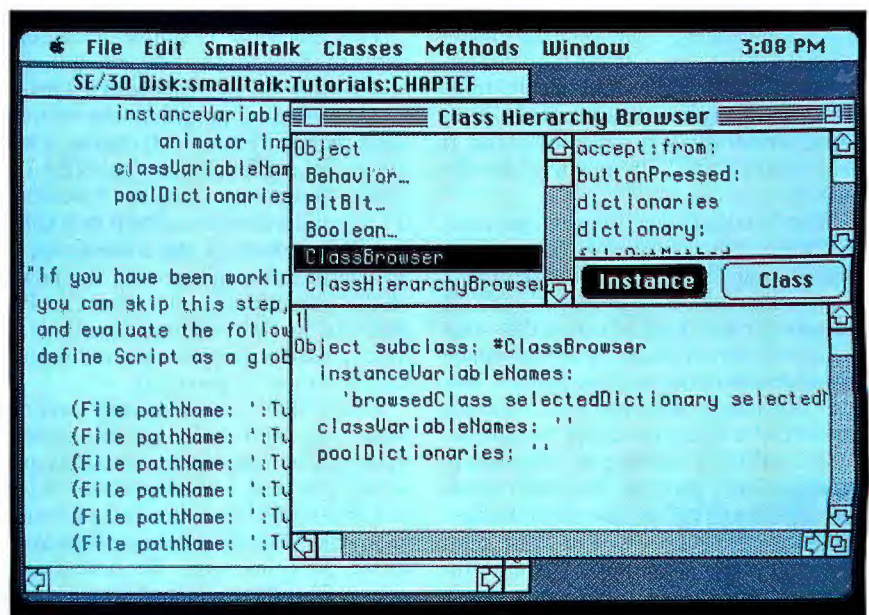 File Edit Smalltalk Classes Methods Window 3:08 PM
SE/30 Disk:smalltalk:Tutorials:CHAPTEF
instanceVariable
animator inp
classVariableNam
poolDictionaries
"If you have been workin
you can skip this step,
and evaluate the follow
define Script as a glob
(File pathName: ':Tu
(File pathName: ':Tu
(File pathName: ':Tu
(File pathName: ':Tu
(File pathName: ':Tu
(File pathName: ':Tu
Class Hierarchy Browser
Object
Behavior…
BitBlt…
Boolean…
ClassBrowser
ClassHierarchyBrowser
accept:from:
buttonPressed:
dictionaries
dictionary:
Instance Class
Object subclass: #ClassBrowser
instanceVariableNames:
'browsedClass selectedDictionary selected
classVariableNames: ''
poolDictionaries: ''